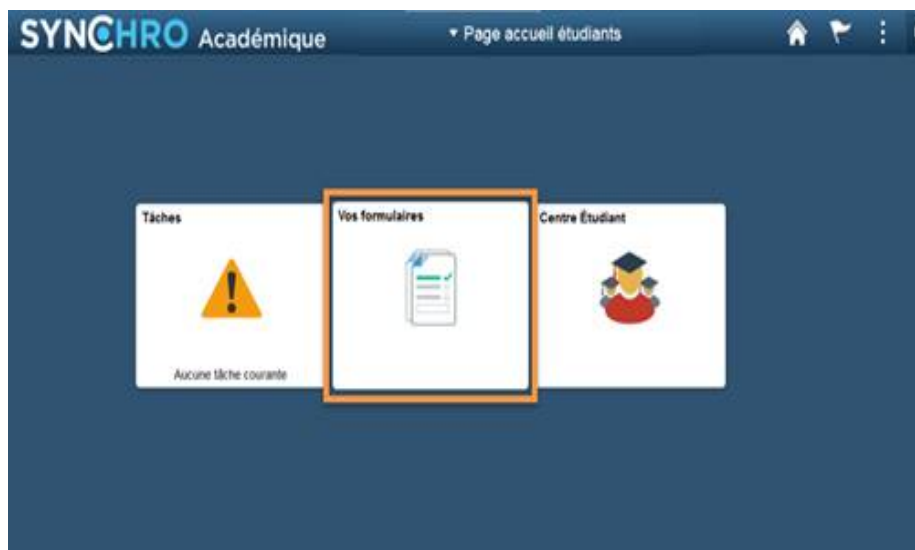 SYNCHRO Académique
Page accueil étudiants
Tâches
Vos formulaires
Centre Étudiant
Aucune tâche courante